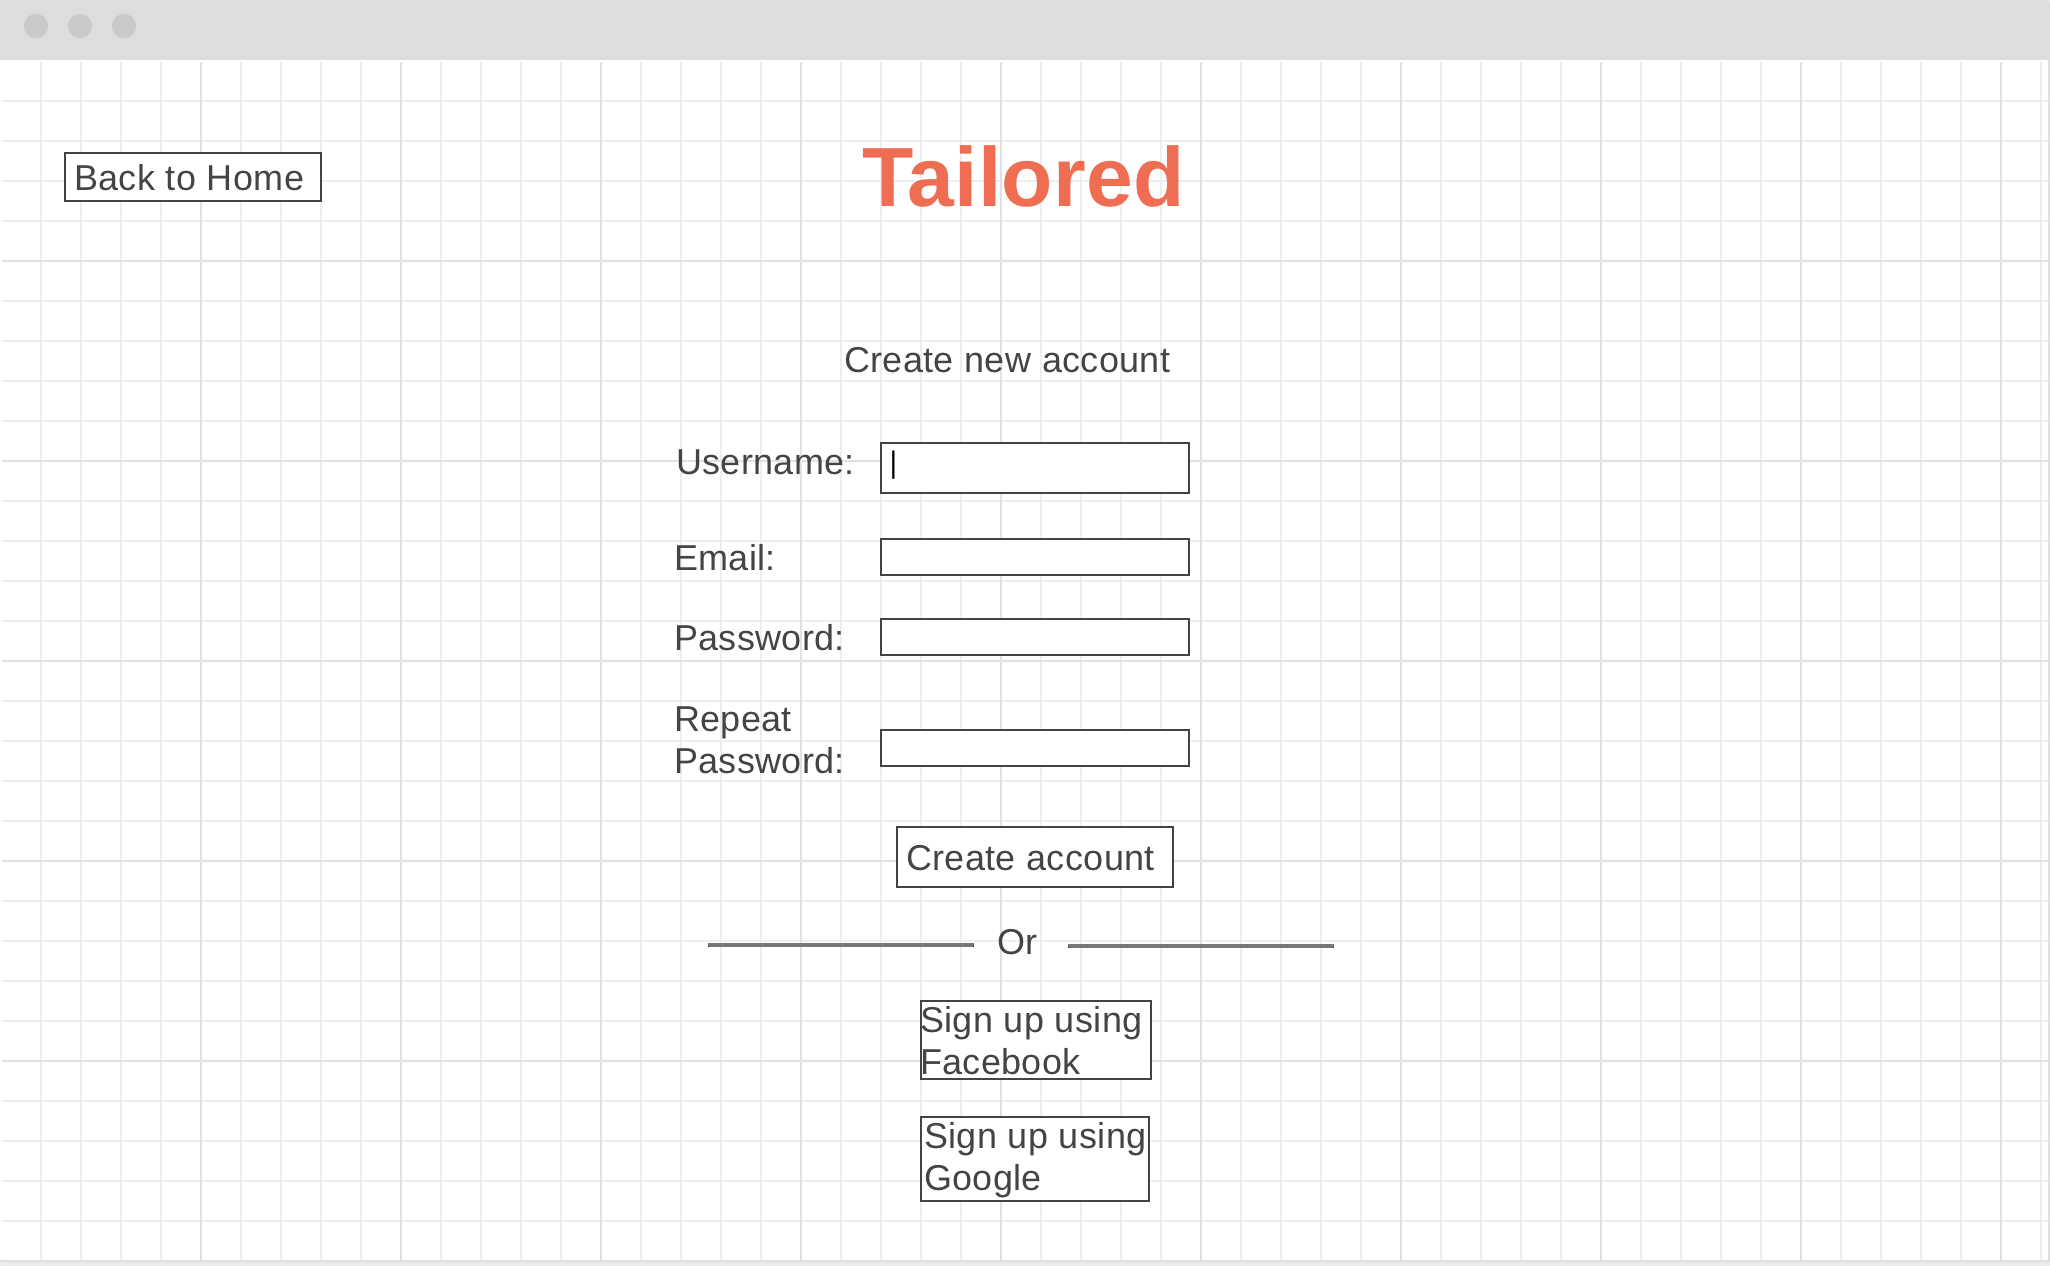 Back to Home
Tailored
Create new account
Username:
Email:
Password:
Repeat
Password:
Create account
Or
Sign up using
Facebook
Sign up using
Google